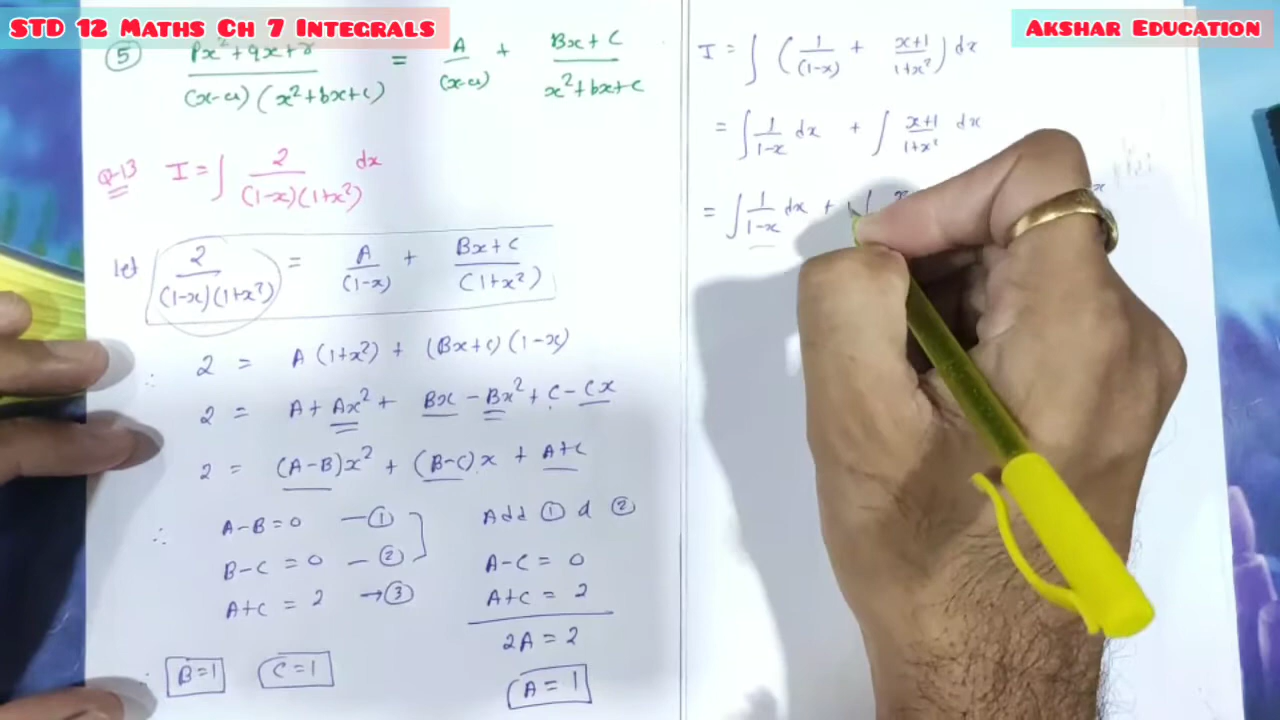 STD 12 Maths Ch 7 Integrals
Akshar Education
⑤ Px²+qx+r / (x-a)(x²+bx+c) = A/(x-a) + Bx+C / x²+bx+c
Q-13 I = ∫ 2 / (1-x)(1+x²) dx
let 2 / (1-x)(1+x²) = A/(1-x) + Bx+C / (1+x²)
∴ 2 = A(1+x²) + (Bx+c)(1-x)
2 = A + Ax² + Bx - Bx² + C - Cx
2 = (A-B)x² + (B-C)x + A+C
∴ A-B=0 —①
B-C = 0 —②
A+C = 2 →③
Add ① d ②
A-C = 0
A+C = 2
2A = 2
A = 1
B=1 C=1
I = ∫ ( 1/(1-x) + x+1 / 1+x² ) dx
= ∫ 1/1-x dx + ∫ x+1 / 1+x² dx
= ∫ 1/1-x dx +